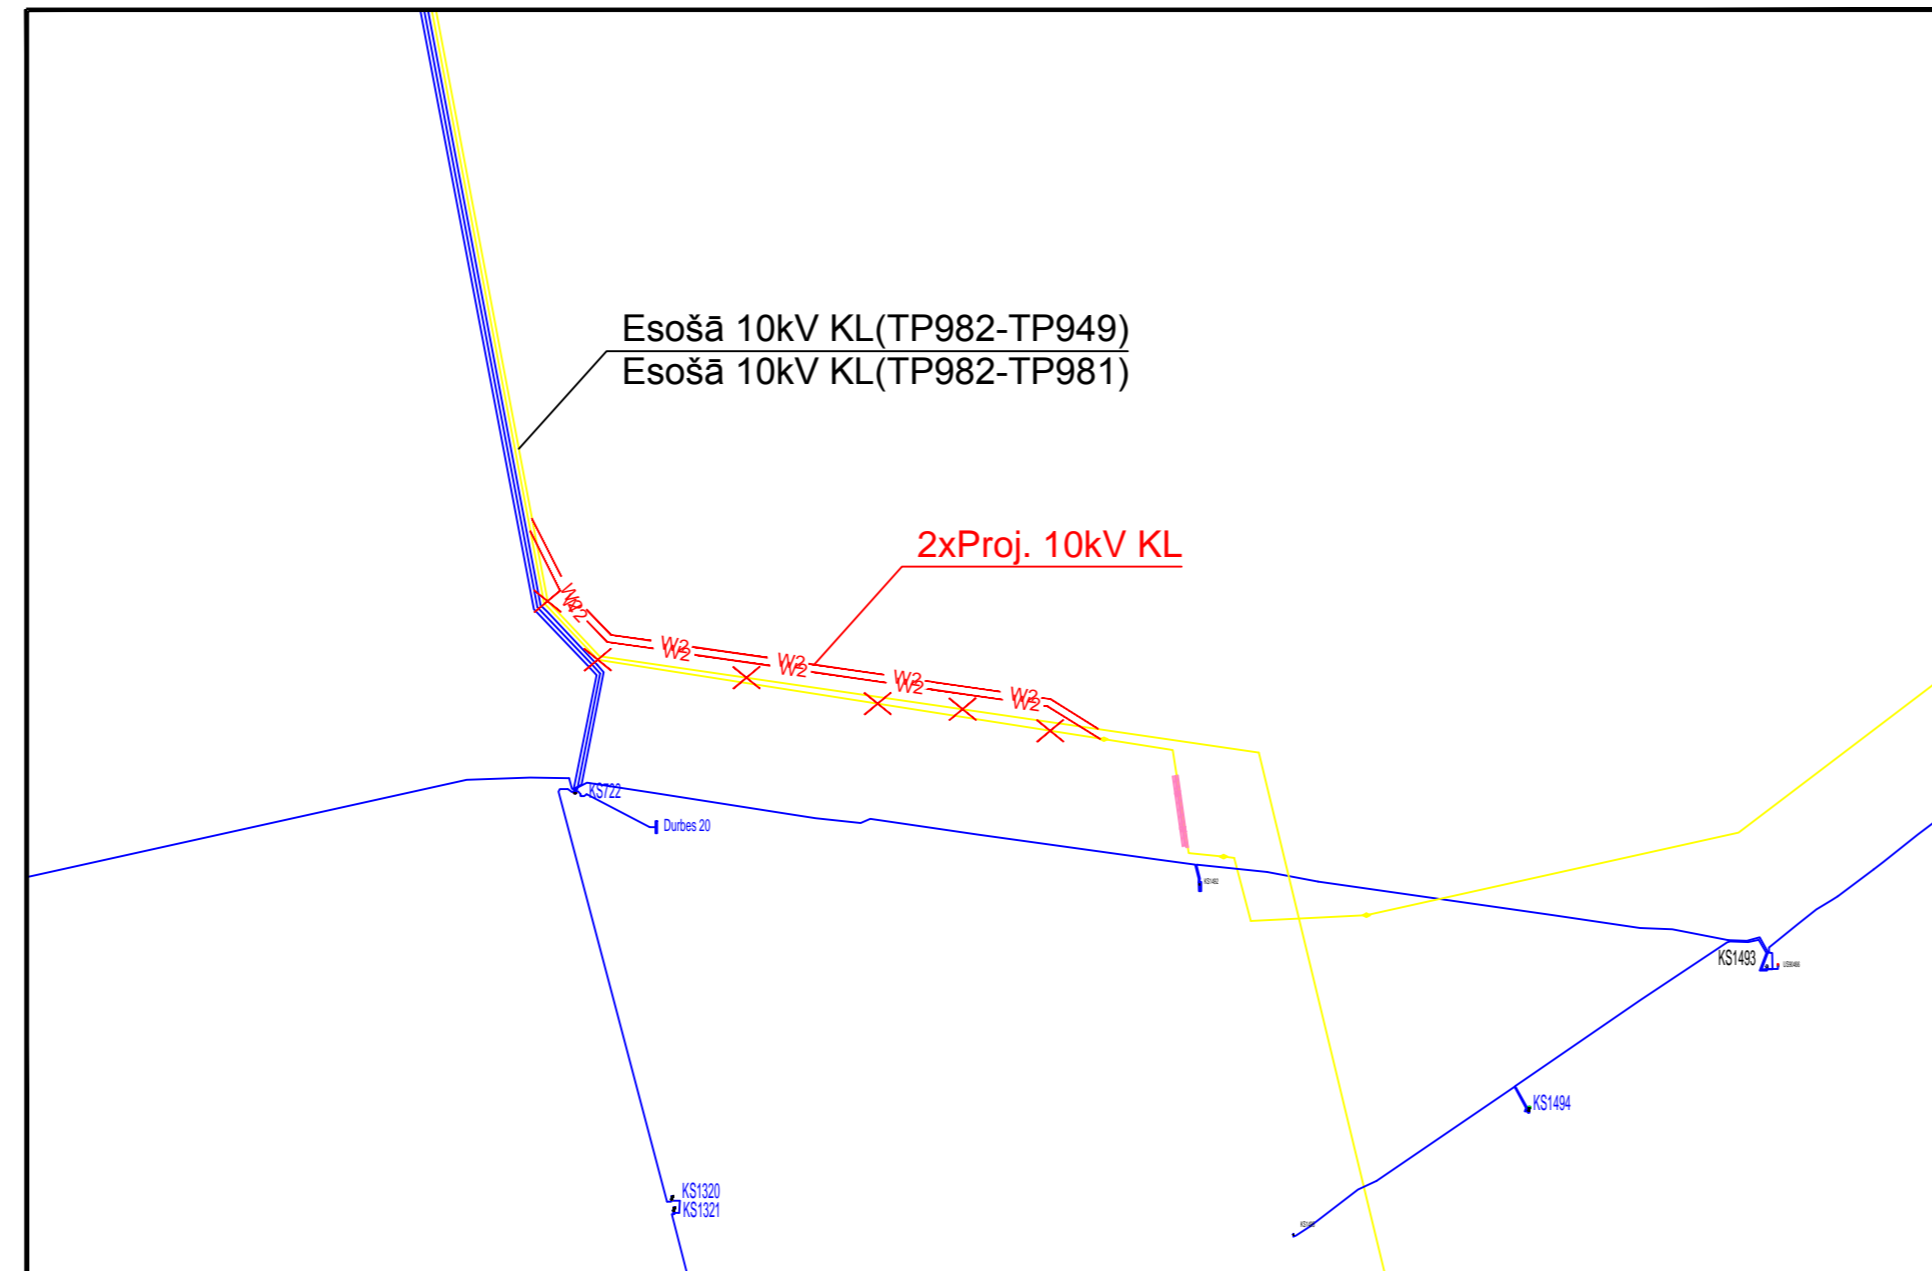 Esošā 10kV KL(TP982-TP949)
Esošā 10kV KL(TP982-TP981)
2xProj. 10kV KL
W2
W2
W2
W2
W2
W2
W2
W2
W2
W2
KS722
Durbes 20
KS1493
KS1494
KS1320
KS1321